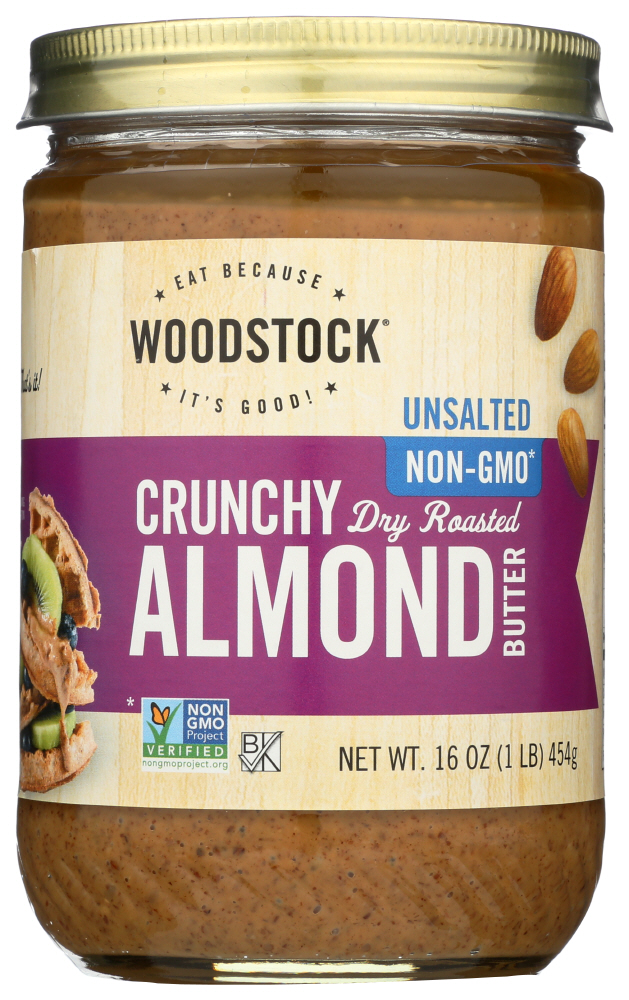 EAT BECAUSE
WOODSTOCK®
IT'S GOOD!
UNSALTED
NON-GMO*
CRUNCHY Dry Roasted
ALMOND
BUTTER
*
NON
GMO
Project
VERIFIED
nongmoproject.org
BK
NET WT. 16 OZ (1 LB) 454g